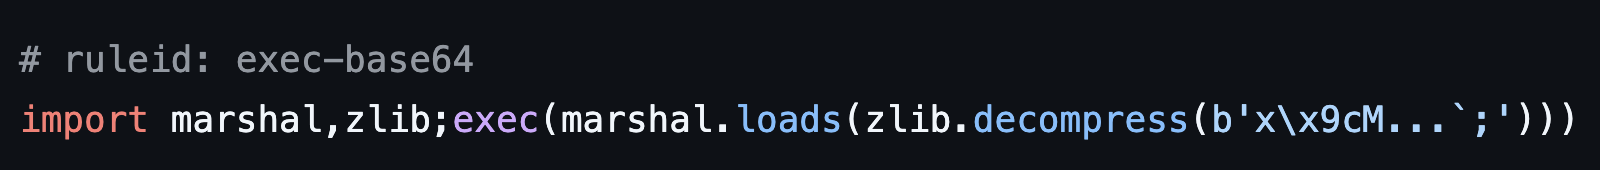 # ruleid: exec-base64
import marshal,zlib;exec(marshal.loads(zlib.decompress(b'x\x9cM...`;')))